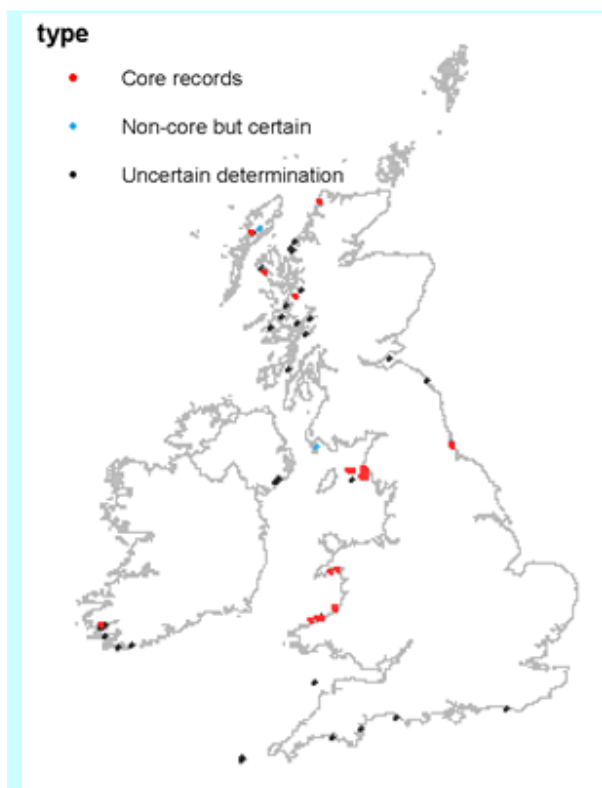 type
Core records
Non-core but certain
Uncertain determination